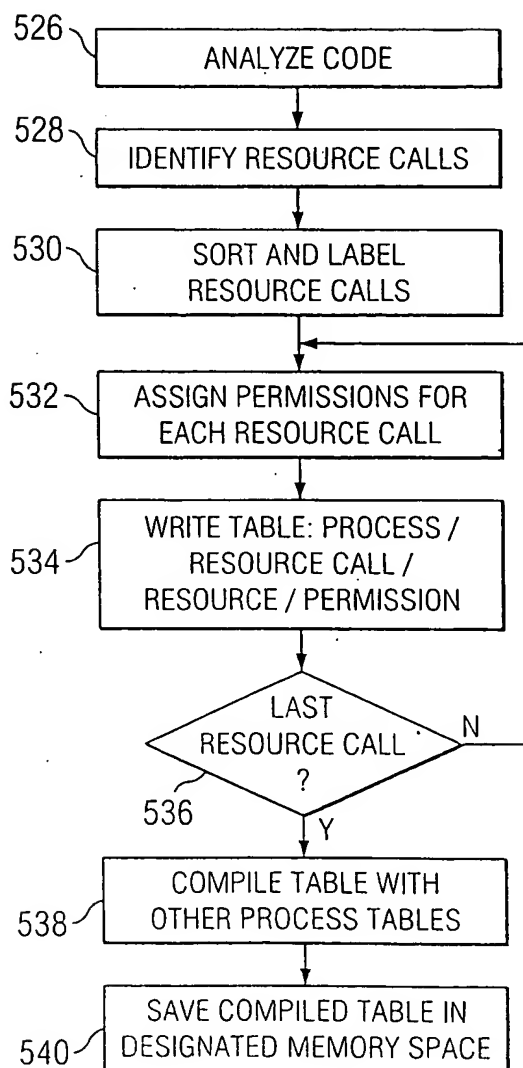 526
ANALYZE CODE
528
IDENTIFY RESOURCE CALLS
530
SORT AND LABEL
RESOURCE CALLS
532
ASSIGN PERMISSIONS FOR
EACH RESOURCE CALL
534
WRITE TABLE: PROCESS /
RESOURCE CALL /
RESOURCE / PERMISSION
LAST
RESOURCE CALL
?
N
536
Y
538
COMPILE TABLE WITH
OTHER PROCESS TABLES
540
SAVE COMPILED TABLE IN
DESIGNATED MEMORY SPACE